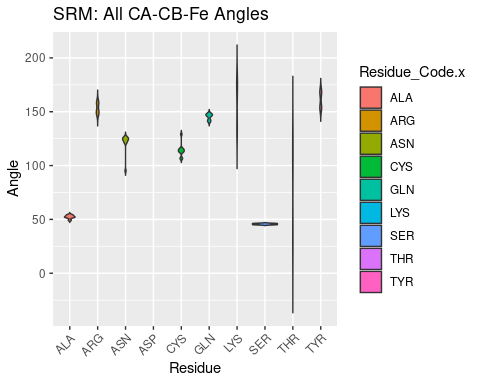 SRM: All CA-CB-Fe Angles
200
150
100
50
0
Angle
ALA
ARG
ASN
ASP
CYS
GLN
LYS
SER
THR
TYR
Residue
Residue_Code.x
ALA
ARG
ASN
CYS
GLN
LYS
SER
THR
TYR